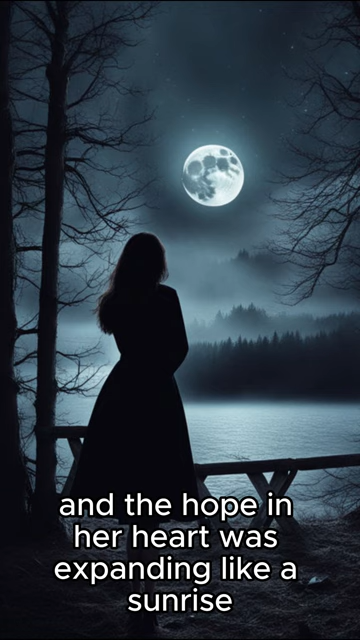 and the hope in
her heart was
expanding like a
sunrise